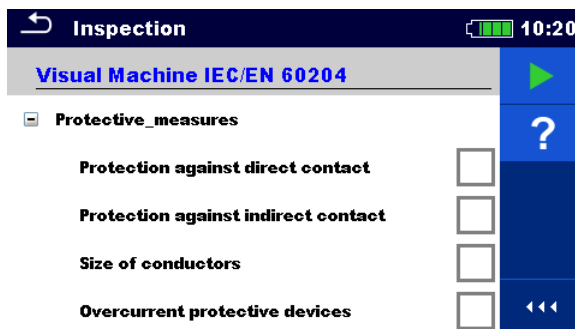 Inspection 10:20
Visual Machine IEC/EN 60204
Protective_measures
?
Protection against direct contact
Protection against indirect contact
Size of conductors
Overcurrent protective devices